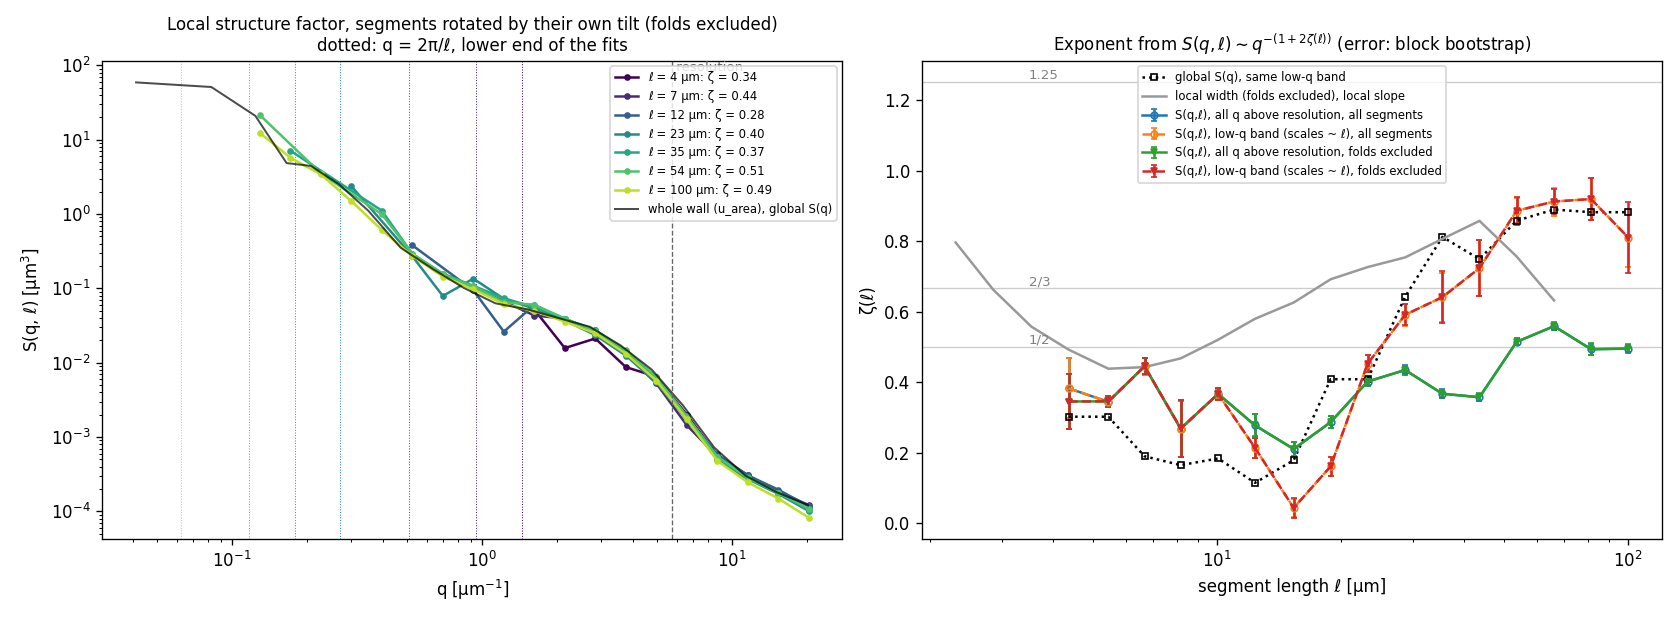 Local structure factor, segments rotated by their own tilt (folds excluded)
dotted: q = 2π/ℓ, lower end of the fits
resolution
ℓ = 4 μm: ζ = 0.34
ℓ = 7 μm: ζ = 0.44
ℓ = 12 μm: ζ = 0.28
ℓ = 23 μm: ζ = 0.40
ℓ = 35 μm: ζ = 0.37
ℓ = 54 μm: ζ = 0.51
ℓ = 100 μm: ζ = 0.49
whole wall (u_area), global S(q)
S(q, ℓ) [μm³]
10²
10¹
10⁰
10⁻¹
10⁻²
10⁻³
10⁻⁴
10⁻¹ 10⁰ 10¹
q [μm⁻¹]
Exponent from S(q, ℓ) ~ q^−(1+2ζ(ℓ)) (error: block bootstrap)
global S(q), same low-q band
local width (folds excluded), local slope
S(q,ℓ), all q above resolution, all segments
S(q,ℓ), low-q band (scales ~ ℓ), all segments
S(q,ℓ), all q above resolution, folds excluded
S(q,ℓ), low-q band (scales ~ ℓ), folds excluded
1.25
2/3
1/2
ζ(ℓ)
1.2
1.0
0.8
0.6
0.4
0.2
0.0
10¹ 10²
segment length ℓ [μm]